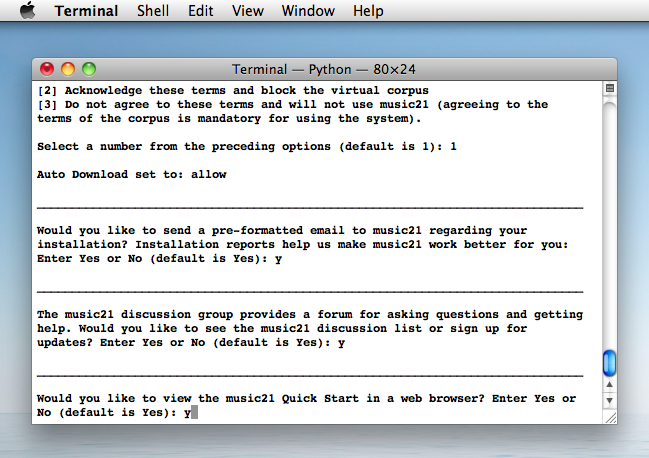 Terminal Shell Edit View Window Help
Terminal — Python — 80×24
[2] Acknowledge these terms and block the virtual corpus
[3] Do not agree to these terms and will not use music21 (agreeing to the
terms of the corpus is mandatory for using the system).
Select a number from the preceding options (default is 1): 1
Auto Download set to: allow
Would you like to send a pre-formatted email to music21 regarding your
installation? Installation reports help us make music21 work better for you:
Enter Yes or No (default is Yes): y
The music21 discussion group provides a forum for asking questions and getting
help. Would you like to see the music21 discussion list or sign up for
updates? Enter Yes or No (default is Yes): y
Would you like to view the music21 Quick Start in a web browser? Enter Yes or
No (default is Yes): y